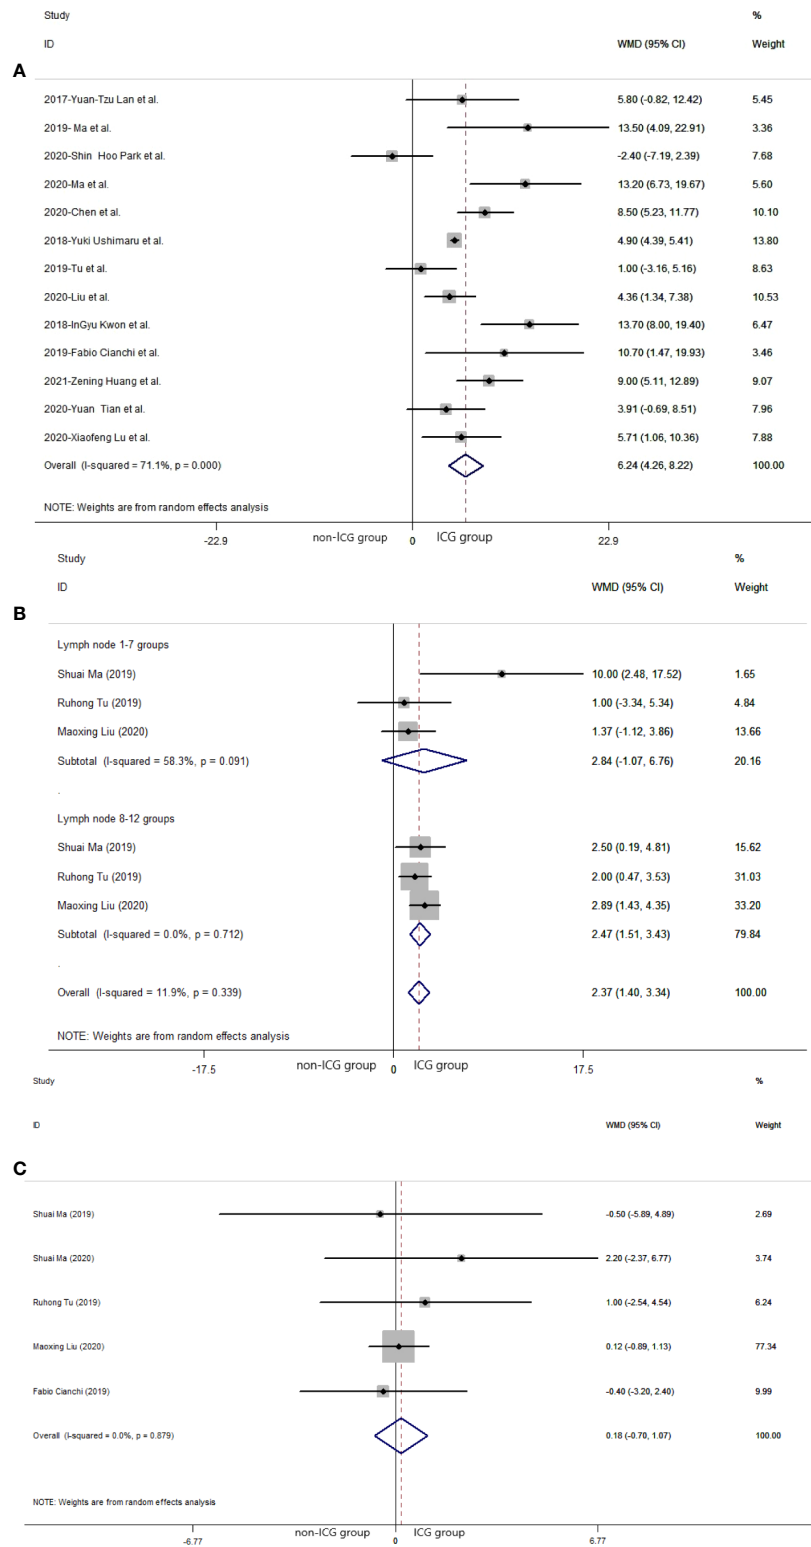 Study %
ID WMD (95% CI) Weight
A
2017-Yuan-Tzu Lan et al. 5.80 (-0.82, 12.42) 5.45
2019- Ma et al. 13.50 (4.09, 22.91) 3.36
2020-Shin Hoo Park et al. -2.40 (-7.19, 2.39) 7.68
2020-Ma et al. 13.20 (6.73, 19.67) 5.60
2020-Chen et al. 8.50 (5.23, 11.77) 10.10
2018-Yuki Ushimaru et al. 4.90 (4.39, 5.41) 13.80
2019-Tu et al. 1.00 (-3.16, 5.16) 8.63
2020-Liu et al. 4.36 (1.34, 7.38) 10.53
2018-InGyu Kwon et al. 13.70 (8.00, 19.40) 6.47
2019-Fabio Cianchi et al. 10.70 (1.47, 19.93) 3.46
2021-Zening Huang et al. 9.00 (5.11, 12.89) 9.07
2020-Yuan Tian et al. 3.91 (-0.69, 8.51) 7.96
2020-Xiaofeng Lu et al. 5.71 (1.06, 10.36) 7.88
Overall (I-squared = 71.1%, p = 0.000) 6.24 (4.26, 8.22) 100.00
NOTE: Weights are from random effects analysis
-22.9 non-ICG group 0 ICG group 22.9
Study %
ID WMD (95% CI) Weight
B
Lymph node 1-7 groups
Shuai Ma (2019) 10.00 (2.48, 17.52) 1.65
Ruhong Tu (2019) 1.00 (-3.34, 5.34) 4.84
Maoxing Liu (2020) 1.37 (-1.12, 3.86) 13.66
Subtotal (I-squared = 58.3%, p = 0.091) 2.84 (-1.07, 6.76) 20.16
.
Lymph node 8-12 groups
Shuai Ma (2019) 2.50 (0.19, 4.81) 15.62
Ruhong Tu (2019) 2.00 (0.47, 3.53) 31.03
Maoxing Liu (2020) 2.89 (1.43, 4.35) 33.20
Subtotal (I-squared = 0.0%, p = 0.712) 2.47 (1.51, 3.43) 79.84
.
Overall (I-squared = 11.9%, p = 0.339) 2.37 (1.40, 3.34) 100.00
NOTE: Weights are from random effects analysis
-17.5 non-ICG group 0 ICG group 17.5
Study %
ID WMD (95% CI) Weight
C
Shuai Ma (2019) -0.50 (-5.89, 4.89) 2.69
Shuai Ma (2020) 2.20 (-2.37, 6.77) 3.74
Ruhong Tu (2019) 1.00 (-2.54, 4.54) 6.24
Maoxing Liu (2020) 0.12 (-0.89, 1.13) 77.34
Fabio Cianchi (2019) -0.40 (-3.20, 2.40) 9.99
Overall (I-squared = 0.0%, p = 0.879) 0.18 (-0.70, 1.07) 100.00
NOTE: Weights are from random effects analysis
-6.77 non-ICG group 0 ICG group 6.77